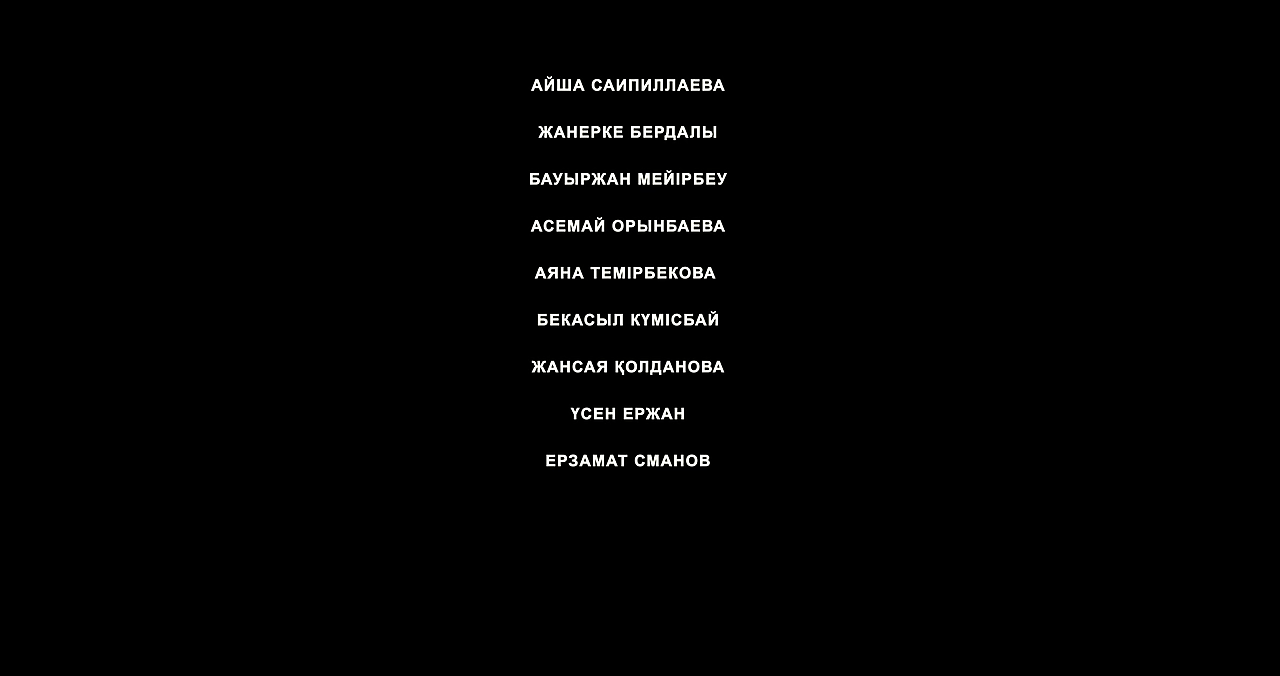 АЙША САИПИЛЛАЕВА
ЖАНЕРКЕ БЕРДАЛЫ
БАУЫРЖАН МЕЙІРБЕУ
АСЕМАЙ ОРЫНБАЕВА
АЯНА ТЕМІРБЕКОВА
БЕКАСЫЛ КҮМІСБАЙ
ЖАНСАЯ ҚОЛДАНОВА
ҮСЕН ЕРЖАН
ЕРЗАМАТ СМАНОВ